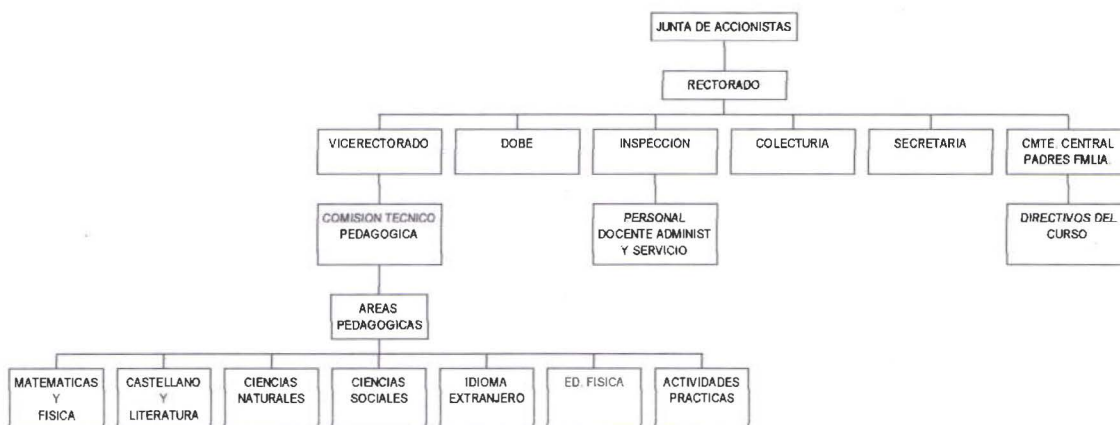 JUNTA DE ACCIONISTAS
RECTORADO
VICERECTORADO
DOBE
INSPECCION
COLECTURIA
SECRETARIA
CMTE. CENTRAL
PADRES FMLIA.
COMISION TECNICO
PEDAGOGICA
PERSONAL
DOCENTE ADMINIST
Y SERVICIO
DIRECTIVOS DEL
CURSO
AREAS
PEDAGOGICAS
MATEMATICAS
Y
FISICA
CASTELLANO
Y
LITERATURA
CIENCIAS
NATURALES
CIENCIAS
SOCIALES
IDIOMA
EXTRANJERO
ED. FISICA
ACTIVIDADES
PRACTICAS